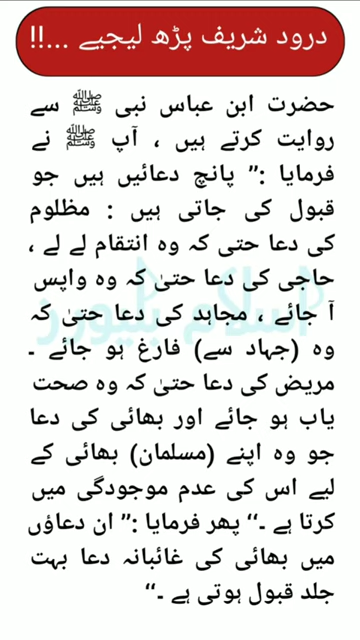 درود شریف پڑھ لیجیے ...!!
حضرت ابن عباس نبی ﷺ سے
روایت کرتے ہیں ، آپ ﷺ نے
فرمایا :” پانچ دعائیں ہیں جو
قبول کی جاتی ہیں : مظلوم
کی دعا حتی کہ وہ انتقام لے لے ،
حاجی کی دعا حتیٰ کہ وہ واپس
آ جائے ، مجاہد کی دعا حتیٰ کہ
وہ (جہاد سے) فارغ ہو جائے ۔
مریض کی دعا حتیٰ کہ وہ صحت
یاب ہو جائے اور بھائی کی دعا
جو وہ اپنے (مسلمان) بھائی کے
لیے اس کی عدم موجودگی میں
کرتا ہے ۔“ پھر فرمایا :” ان دعاؤں
میں بھائی کی غائبانہ دعا بہت
جلد قبول ہوتی ہے ۔“
اسلام بلیورز